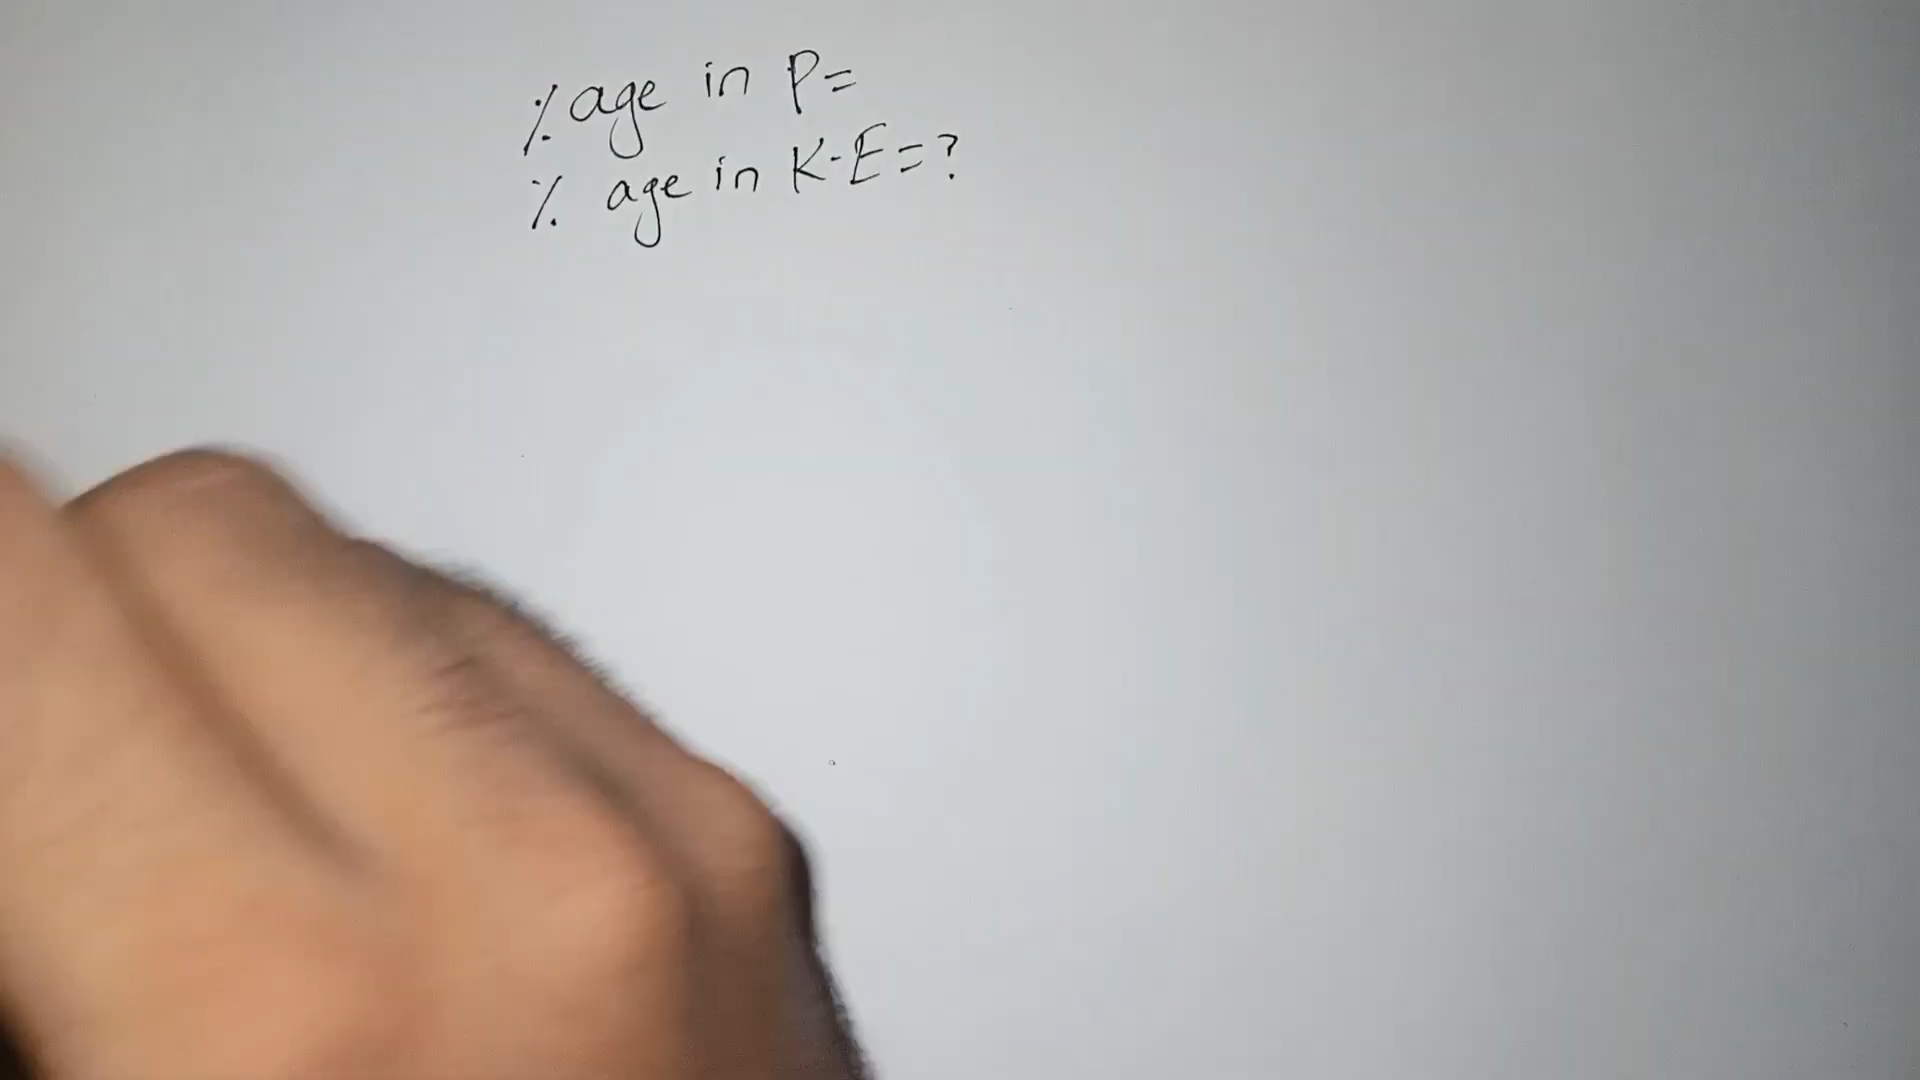 % age in P=
% age in K.E=?